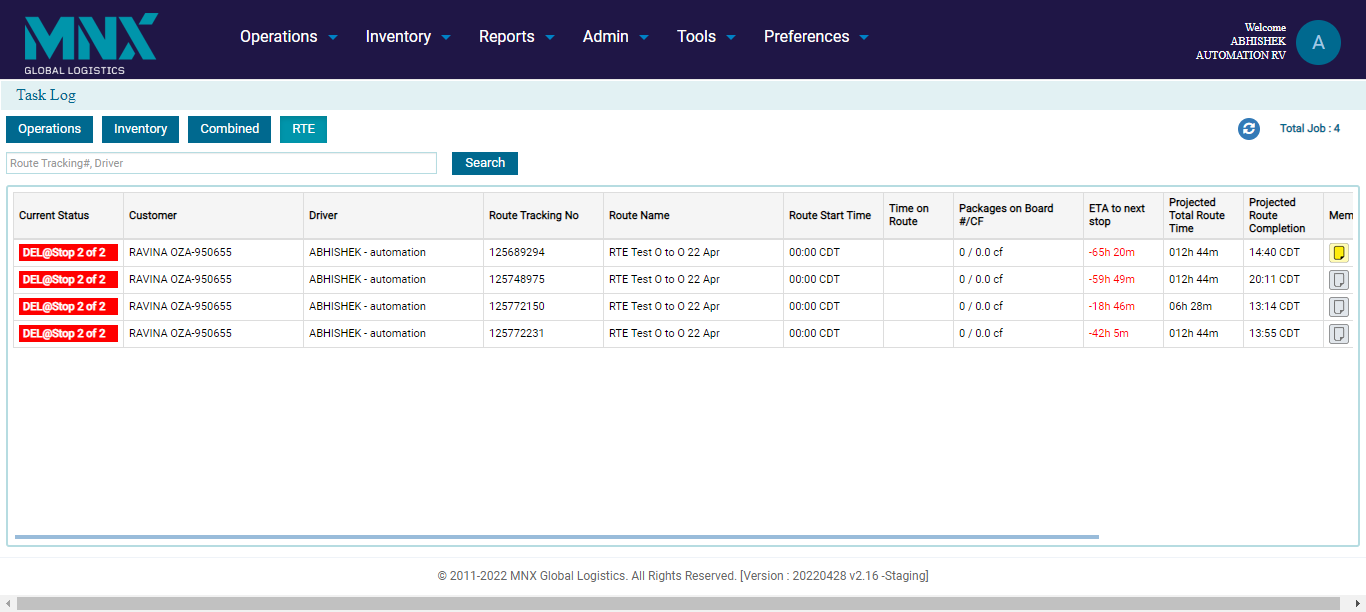 MNX
GLOBAL LOGISTICS
Operations Inventory Reports Admin Tools Preferences
Welcome
ABHISHEK
AUTOMATION RV
A
Task Log
Operations Inventory Combined RTE
Total Job : 4
Route Tracking#, Driver
Search
Current Status Customer Driver Route Tracking No Route Name Route Start Time Time on Route Packages on Board #/CF ETA to next stop Projected Total Route Time Projected Route Completion Mem
DEL@Stop 2 of 2 RAVINA OZA-950655 ABHISHEK - automation 125689294 RTE Test O to O 22 Apr 00:00 CDT 0 / 0.0 cf -65h 20m 012h 44m 14:40 CDT
DEL@Stop 2 of 2 RAVINA OZA-950655 ABHISHEK - automation 125748975 RTE Test O to O 22 Apr 00:00 CDT 0 / 0.0 cf -59h 49m 012h 44m 20:11 CDT
DEL@Stop 2 of 2 RAVINA OZA-950655 ABHISHEK - automation 125772150 RTE Test O to O 22 Apr 00:00 CDT 0 / 0.0 cf -18h 46m 06h 28m 13:14 CDT
DEL@Stop 2 of 2 RAVINA OZA-950655 ABHISHEK - automation 125772231 RTE Test O to O 22 Apr 00:00 CDT 0 / 0.0 cf -42h 5m 012h 44m 13:55 CDT
© 2011-2022 MNX Global Logistics. All Rights Reserved. [Version : 20220428 v2.16 -Staging]